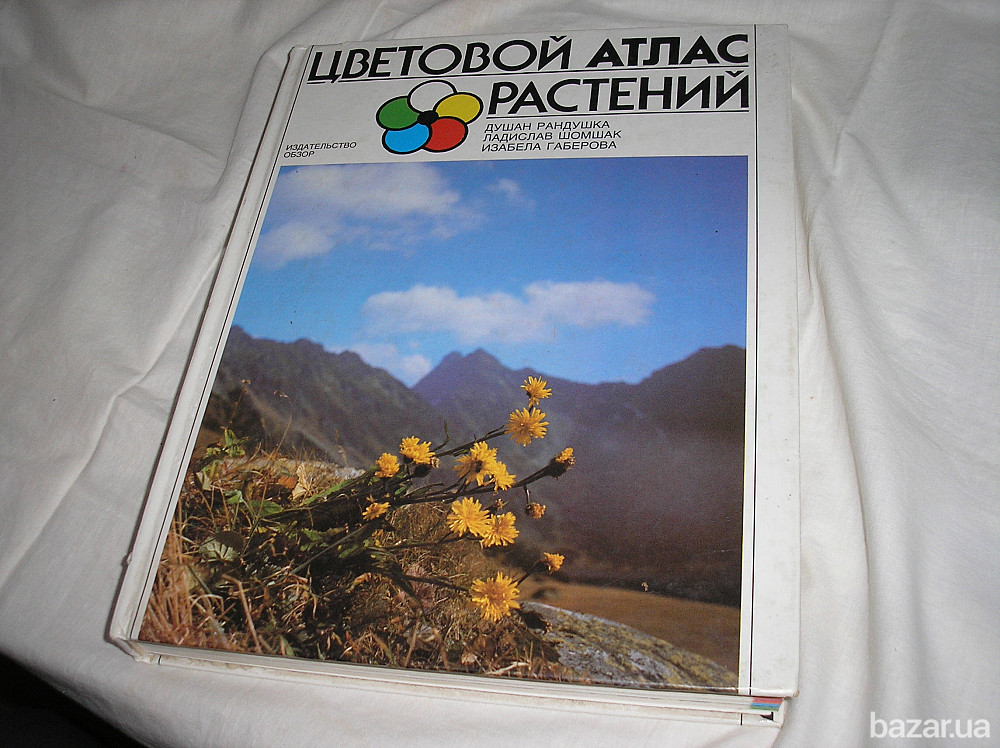 ЦВЕТОВОЙ АТЛАС
РАСТЕНИЙ
ДУШАН РАНДУШКА
ЛАДИСЛАВ ШОМШАК
ИЗАБЕЛА ГАБЕРОВА
ИЗДАТЕЛЬСТВО
ОБЗОР
bazar.ua